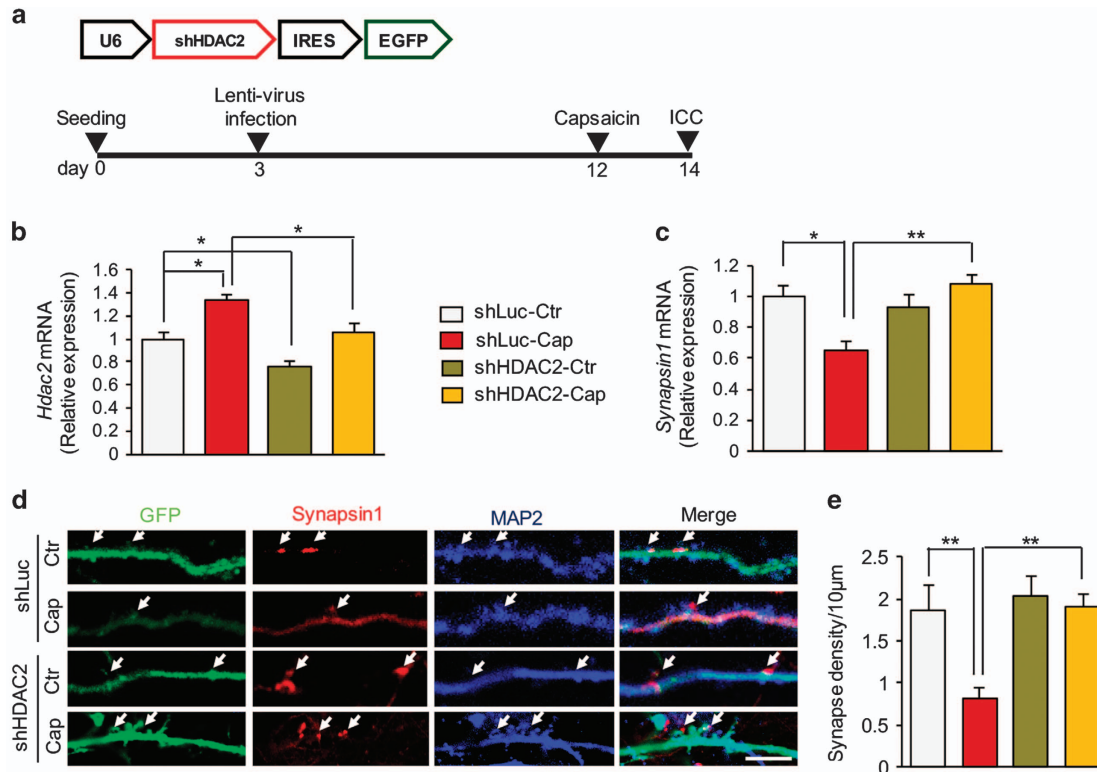 a
U6 shHDAC2 IRES EGFP
Lenti-virus
infection
Seeding Capsaicin ICC
day 0 3 12 14
b
Hdac2 mRNA
(Relative expression)
1.6
1.4
1.2
1
0.8
0.6
0.4
0.2
0
* * *
shLuc-Ctr
shLuc-Cap
shHDAC2-Ctr
shHDAC2-Cap
c
Synapsin1 mRNA
(Relative expression)
1.2
1
0.8
0.6
0.4
0.2
0
* **
d
GFP Synapsin1 MAP2 Merge
shLuc
Ctr
Cap
shHDAC2
Ctr
Cap
e
Synapse density/10µm
2.5
2
1.5
1
0.5
0
** **